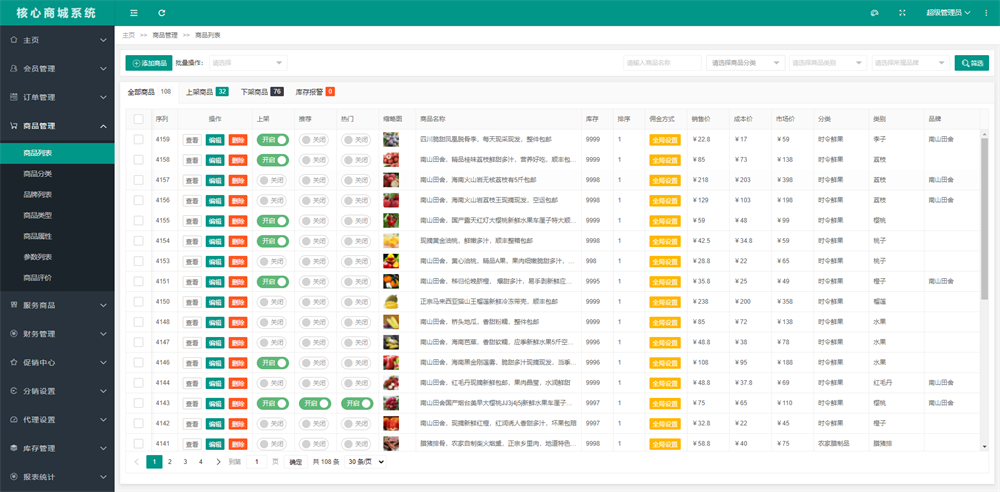 核心商城系统
超级管理员
主页
会员管理
订单管理
商品管理
商品列表
商品分类
品牌列表
商品类型
商品属性
参数列表
商品评价
服务商品
财务管理
促销中心
分销设置
代理设置
库存管理
报表统计
主页 >> 商品管理 >> 商品列表
添加商品 批量操作: 请选择 请输入商品名称 请选择商品分类 请选择商品类别 请选择所属品牌 筛选
全部商品 108 上架商品 32 下架商品 76 库存报警 0
序列 操作 上架 推荐 热门 缩略图 商品名称 库存 排序 佣金方式 销售价 成本价 市场价 分类 类别 品牌
4159 查看 编辑 删除 开启 关闭 关闭 四川脆甜凤凰脱骨李，每天现采现发，整件包邮 9999 1 全局设置 ￥22.8 ￥17 ￥59 时令鲜果 李子 南山田舍
4158 查看 编辑 删除 开启 关闭 关闭 南山田舍，精品桂味荔枝鲜甜多汁，营养好吃，顺丰包... 9998 1 全局设置 ￥85 ￥73 ￥138 时令鲜果 荔枝
4157 查看 编辑 删除 关闭 关闭 关闭 南山田舍，海南火山岩无核荔枝有5斤包邮 9998 1 全局设置 ￥218 ￥203 ￥398 时令鲜果 荔枝 南山田舍
4156 查看 编辑 删除 关闭 关闭 关闭 南山田舍，海南火山岩荔枝王现摘现发，空运包邮 9999 1 全局设置 ￥129 ￥103 ￥198 时令鲜果 荔枝 南山田舍
4155 查看 编辑 删除 开启 关闭 关闭 南山田舍，国产露天红灯大樱桃新鲜水果车厘子特大顺... 9999 1 全局设置 ￥59 ￥48 ￥99 时令鲜果 樱桃
4154 查看 编辑 删除 开启 关闭 关闭 现摘黄金油桃，鲜嫩多汁，顺丰整箱包邮 9998 1 全局设置 ￥42.5 ￥34.8 ￥59 时令鲜果 桃子
4153 查看 编辑 删除 关闭 关闭 关闭 南山田舍，黄心油桃，精品A果，果肉细嫩脆甜多汁，... 998 1 全局设置 ￥28.8 ￥22 ￥65 时令鲜果 桃子
4151 查看 编辑 删除 开启 关闭 关闭 南山田舍，秭归伦晚脐橙，爆甜多汁，易手剥新鲜应... 9995 1 全局设置 ￥35.8 ￥25 ￥49 时令鲜果 橙子 南山田舍
4150 查看 编辑 删除 关闭 关闭 关闭 正宗马来西亚猫山王榴莲新鲜冷冻带壳，顺丰包邮 9999 1 全局设置 ￥238 ￥200 ￥358 时令鲜果 榴莲
4148 查看 编辑 删除 关闭 关闭 关闭 南山田舍，桥头地瓜，香甜粉糯，整件包邮 9999 1 全局设置 ￥85 ￥72 ￥138 时令鲜果 水果
4147 查看 编辑 删除 关闭 关闭 关闭 南山田舍，海南芭蕉，香甜软糯，应季新鲜水果5斤空... 9996 1 全局设置 ￥48.8 ￥38 ￥78 时令鲜果 水果
4146 查看 编辑 删除 开启 关闭 关闭 南山田舍，海南黑金刚莲雾，脆甜多汁现摘现发，当季... 9996 1 全局设置 ￥108 ￥95 ￥188 时令鲜果 水果
4144 查看 编辑 删除 关闭 关闭 关闭 南山田舍，红毛丹现摘新鲜包邮，果肉晶莹，水润鲜甜 9999 1 全局设置 ￥48.8 ￥37.8 ￥69 时令鲜果 红毛丹 南山田舍
4143 查看 编辑 删除 开启 开启 开启 南山田舍国产烟台美早大樱桃JJ3j4j5新鲜水果车厘子... 9997 1 全局设置 ￥75 ￥65 ￥110 时令鲜果 樱桃 南山田舍
4142 查看 编辑 删除 关闭 关闭 关闭 南山田舍，现摘新鲜红橙，红润诱人香甜多汁，坏果包赔 9997 1 全局设置 ￥32.8 ￥22 ￥45 时令鲜果 橙子
4141 查看 编辑 删除 关闭 关闭 关闭 腊猪排骨，农家自制柴火烟熏，正宗乡里肉，地道特色... 9998 1 全局设置 ￥58.8 ￥40 ￥75 农家腊制品 腊猪排
1 2 3 4 到第 1 页 确定 共 108 条 30 条/页